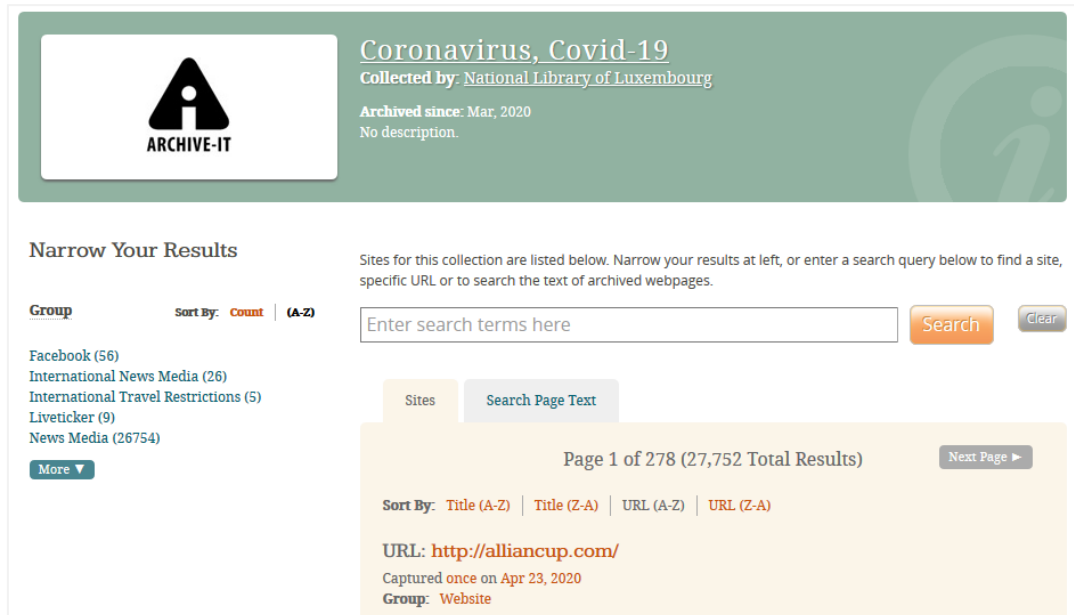 ARCHIVE-IT
Coronavirus, Covid-19
Collected by: National Library of Luxembourg
Archived since: Mar, 2020
No description.
Narrow Your Results
Group Sort By: Count (A-Z)
Facebook (56)
International News Media (26)
International Travel Restrictions (5)
Liveticker (9)
News Media (26754)
More ▼
Sites for this collection are listed below. Narrow your results at left, or enter a search query below to find a site,
specific URL or to search the text of archived webpages.
Enter search terms here
Search
Clear
Sites
Search Page Text
Page 1 of 278 (27,752 Total Results)
Next Page ►
Sort By: Title (A-Z) Title (Z-A) URL (A-Z) URL (Z-A)
URL: http://alliancup.com/
Captured once on Apr 23, 2020
Group: Website